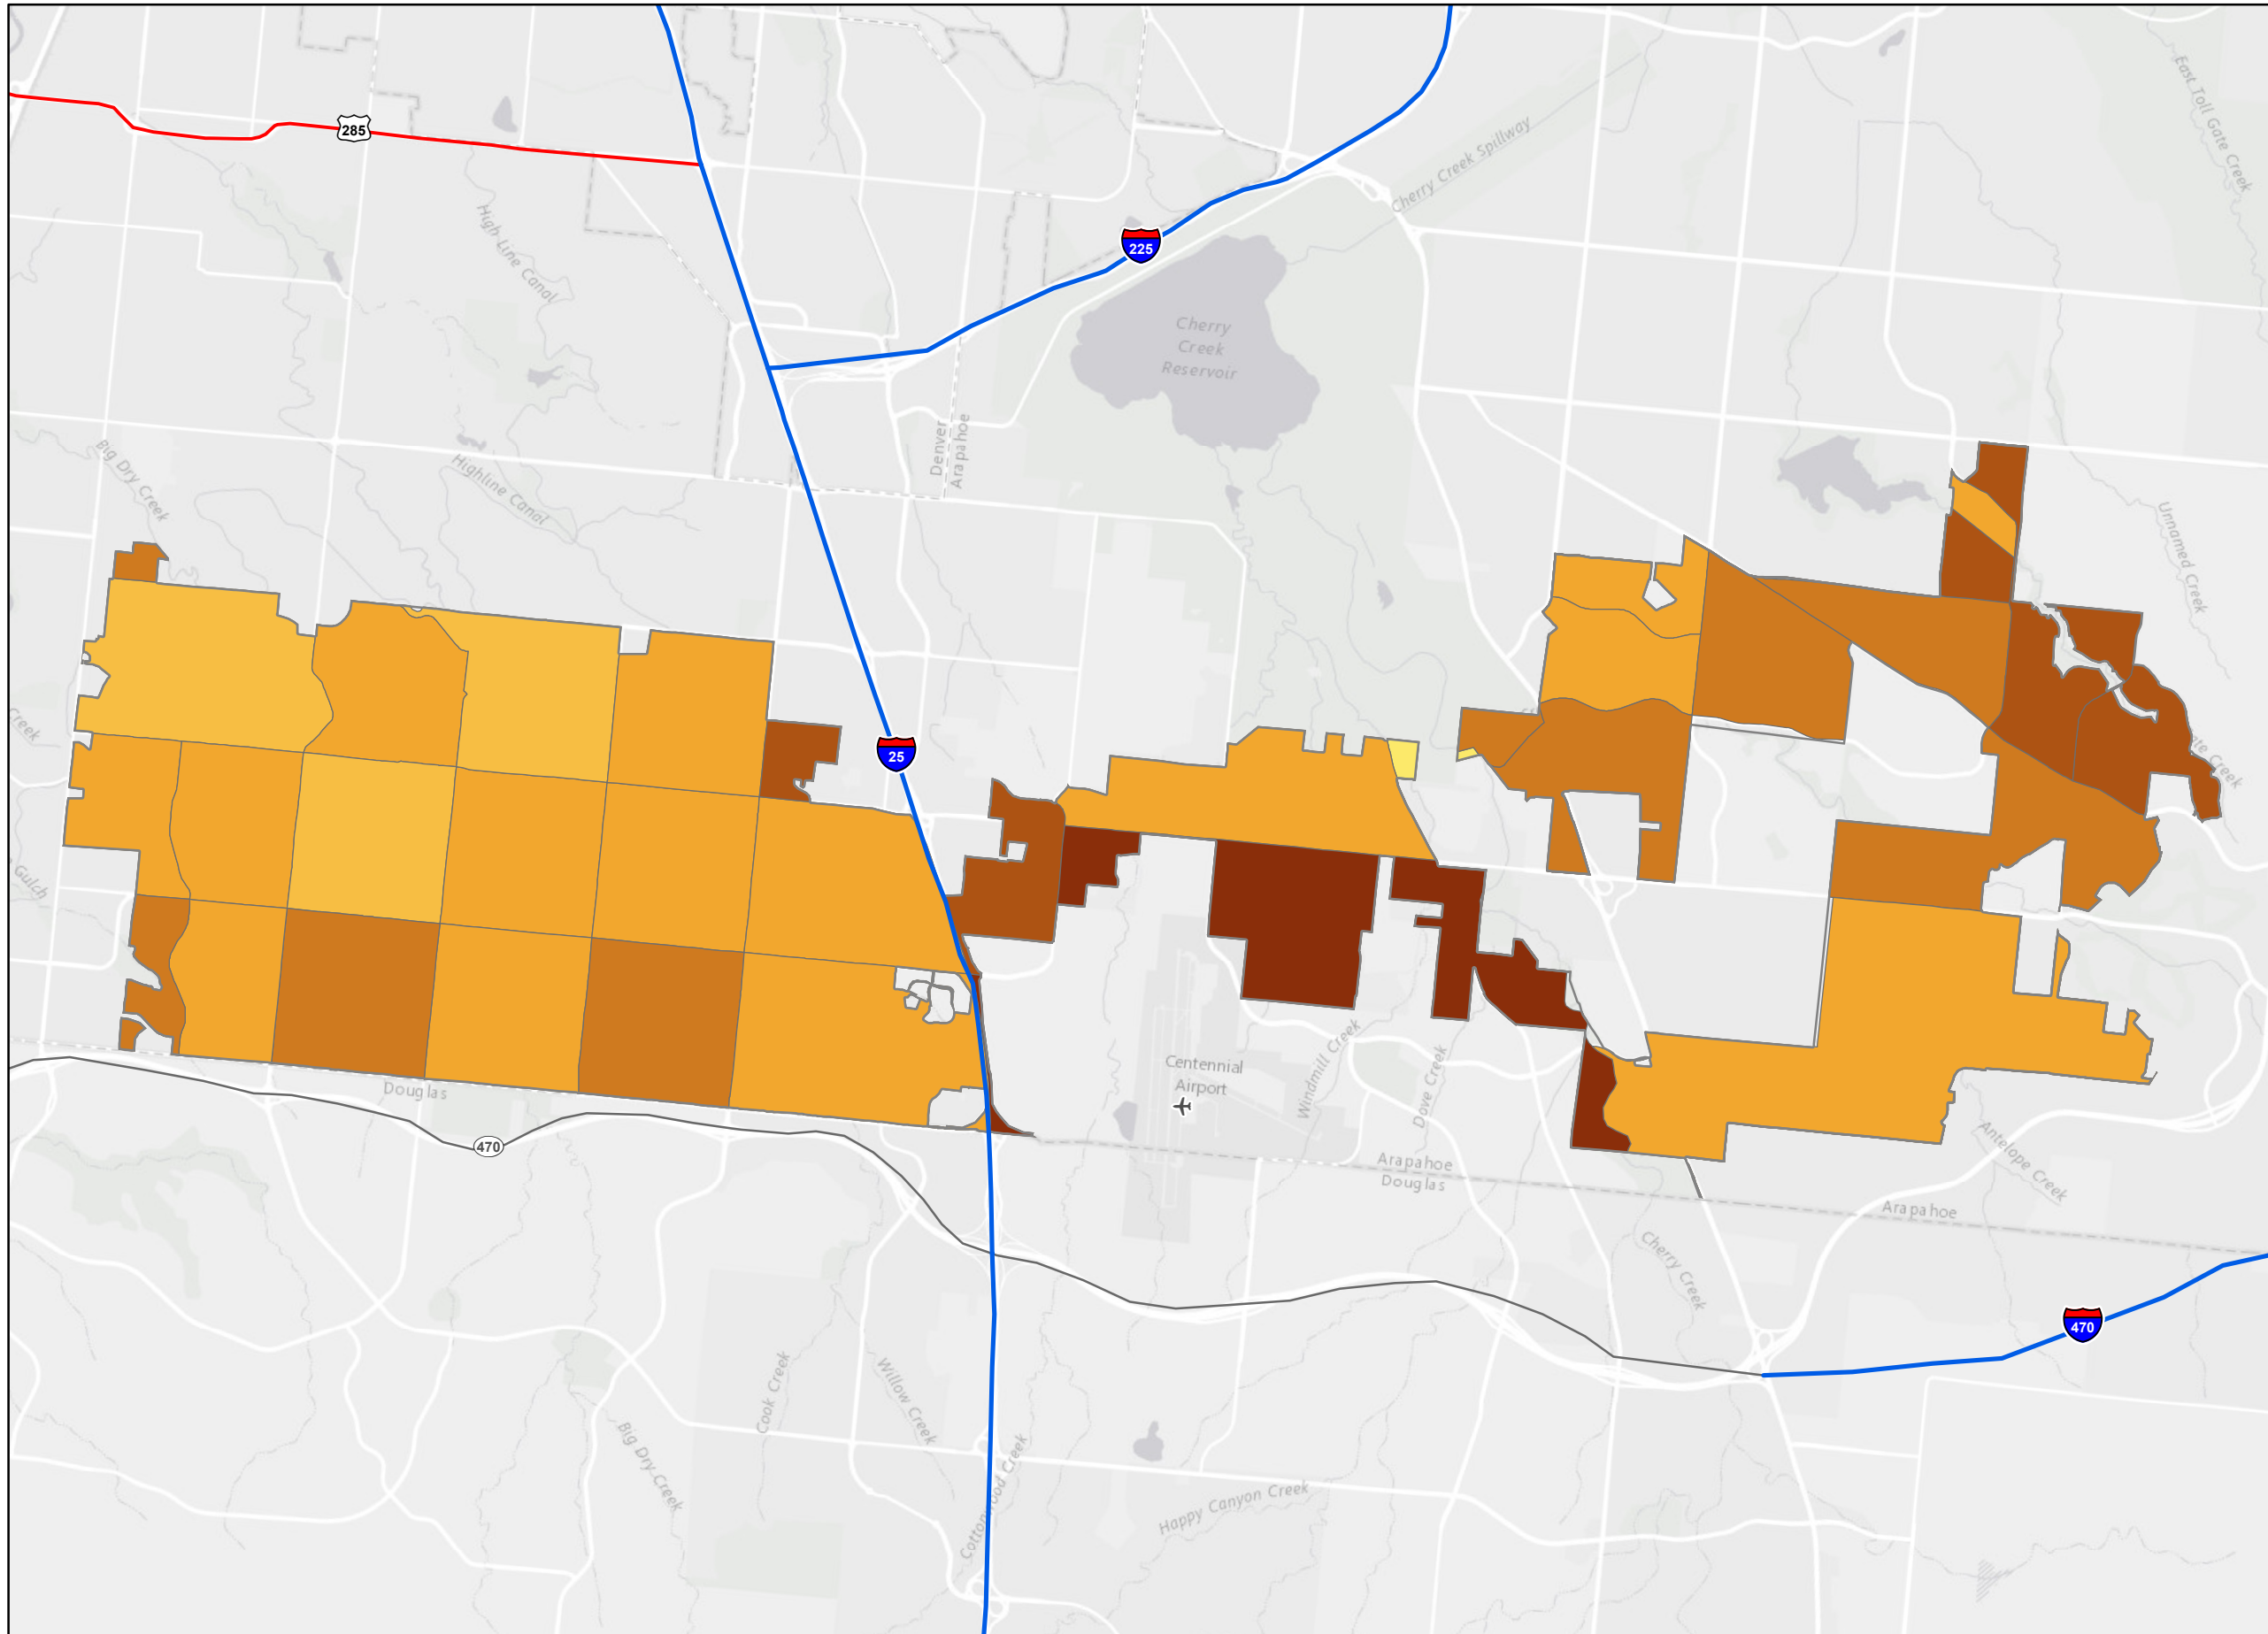 285
High Line Canal
225
Cherry Creek Spillway
East Toll Gate Creek
Cherry
Creek
Reservoir
Denver
Arapahoe
Big Dry Creek
Highline Canal
Unnamed Creek
Creek
25
Gulch
Centennial
Airport
Windmill Creek
Dove Creek
Douglas
470
Arapahoe
Douglas
Antelope Creek
Arapahoe
Cherry Creek
470
Cook Creek
Willow Creek
Big Dry Creek
Cottonwood Creek
Happy Canyon Creek